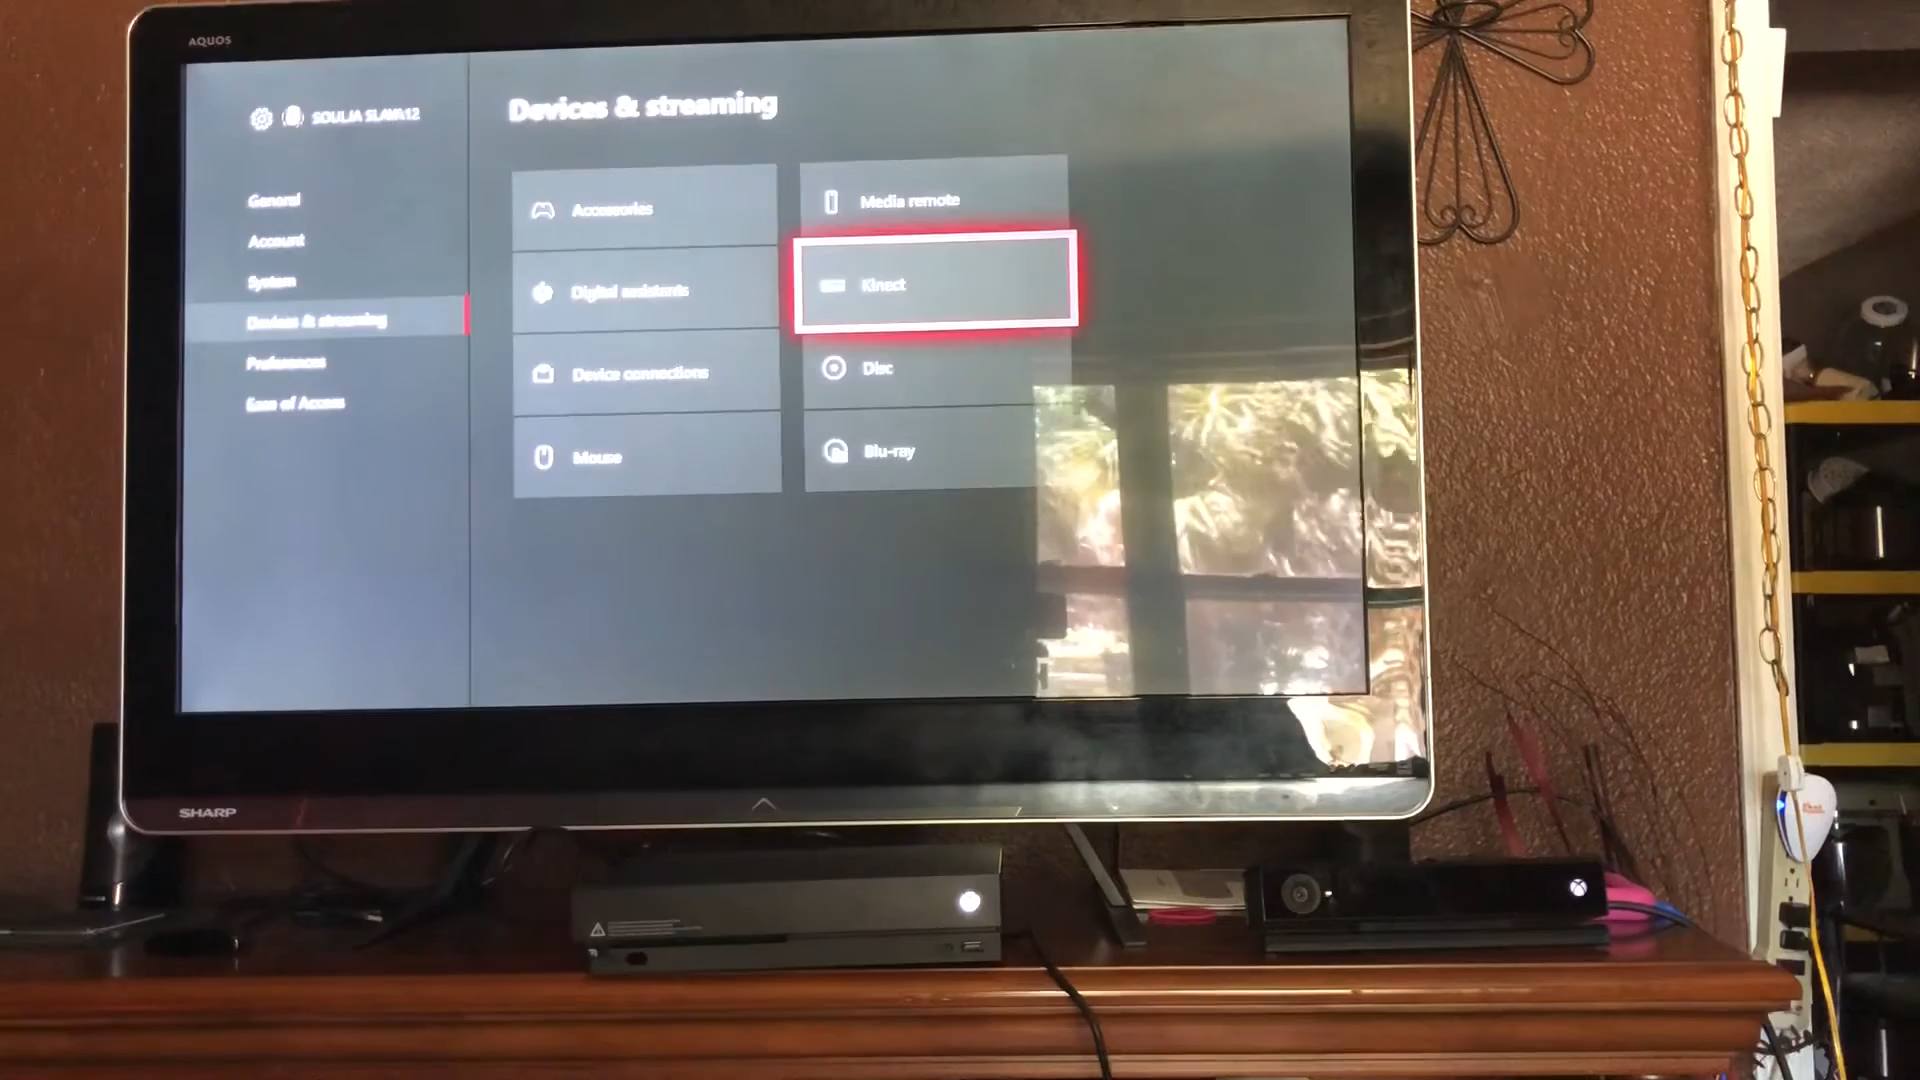 AQUOS
SOULJA SLAYA12
General
Account
System
Devices & streaming
Preferences
Ease of Access
Devices & streaming
Accessories
Digital assistants
Device connections
Mouse
Media remote
Kinect
Disc
Blu-ray
SHARP